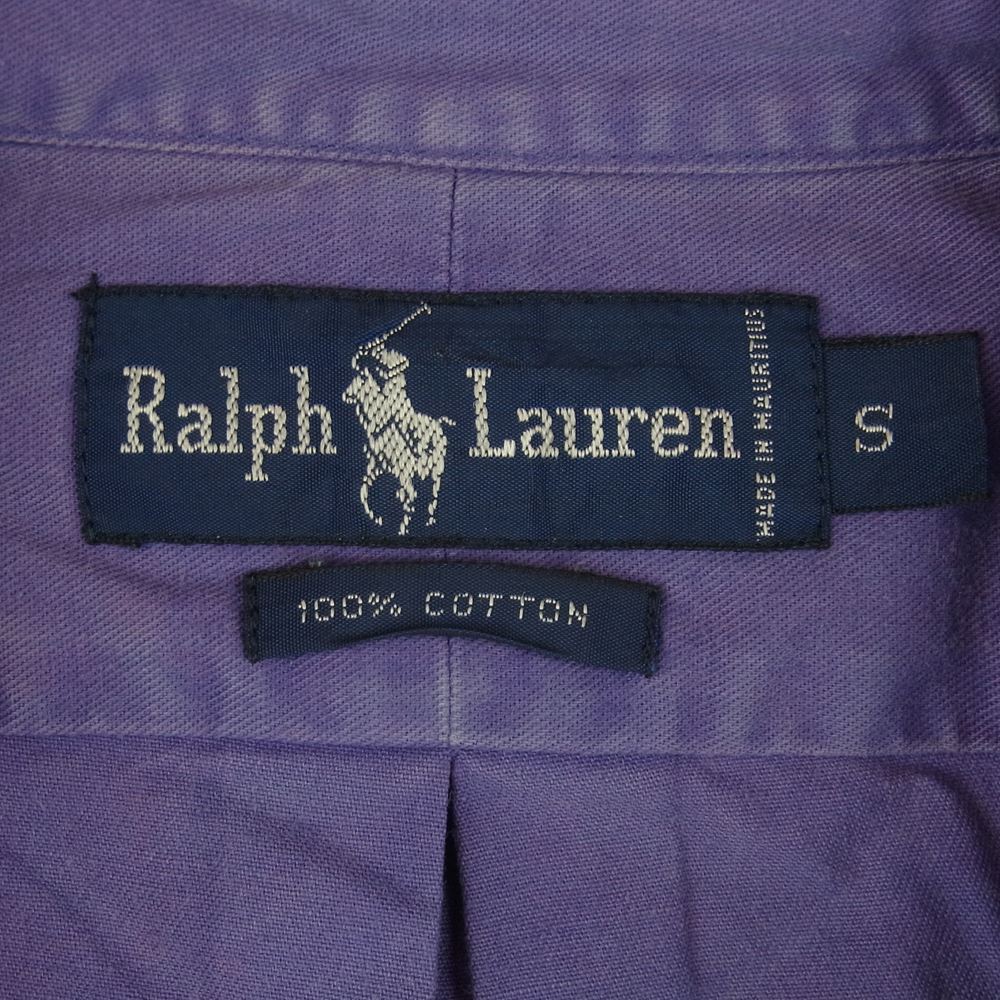 Ralph Lauren
MADE IN MAURITIUS
S
100% COTTON